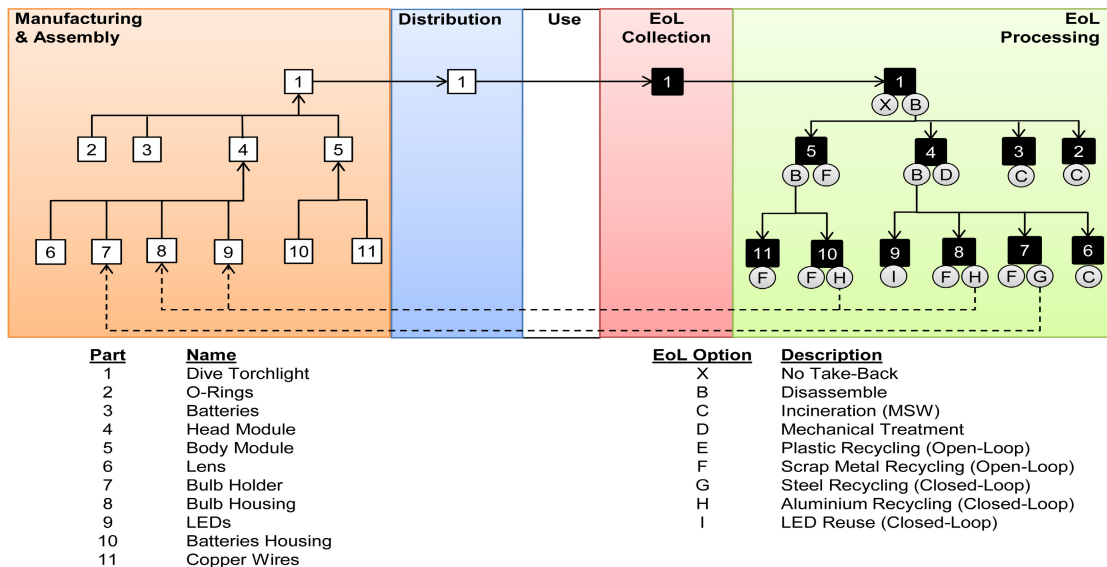 Manufacturing & Assembly
Distribution
Use
EoL Collection
EoL Processing
1
1
1
1
2 3 4 5
5 4 3 2
X B
B F B D C C
6 7 8 9 10 11
11 10 9 8 7 6
F F H I F H F G C
Part Name
1 Dive Torchlight
2 O-Rings
3 Batteries
4 Head Module
5 Body Module
6 Lens
7 Bulb Holder
8 Bulb Housing
9 LEDs
10 Batteries Housing
11 Copper Wires
EoL Option Description
X No Take-Back
B Disassemble
C Incineration (MSW)
D Mechanical Treatment
E Plastic Recycling (Open-Loop)
F Scrap Metal Recycling (Open-Loop)
G Steel Recycling (Closed-Loop)
H Aluminium Recycling (Closed-Loop)
I LED Reuse (Closed-Loop)